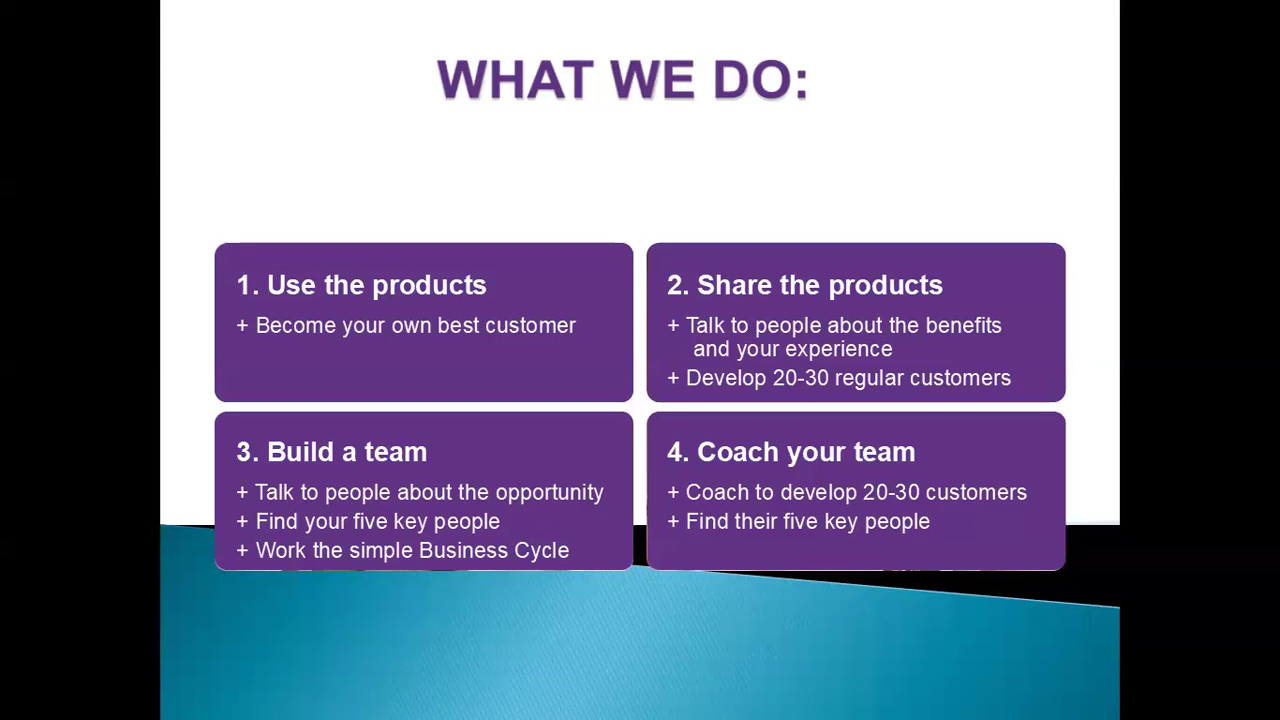 WHAT WE DO:
1. Use the products
+ Become your own best customer
2. Share the products
+ Talk to people about the benefits
and your experience
+ Develop 20-30 regular customers
3. Build a team
+ Talk to people about the opportunity
+ Find your five key people
+ Work the simple Business Cycle
4. Coach your team
+ Coach to develop 20-30 customers
+ Find their five key people